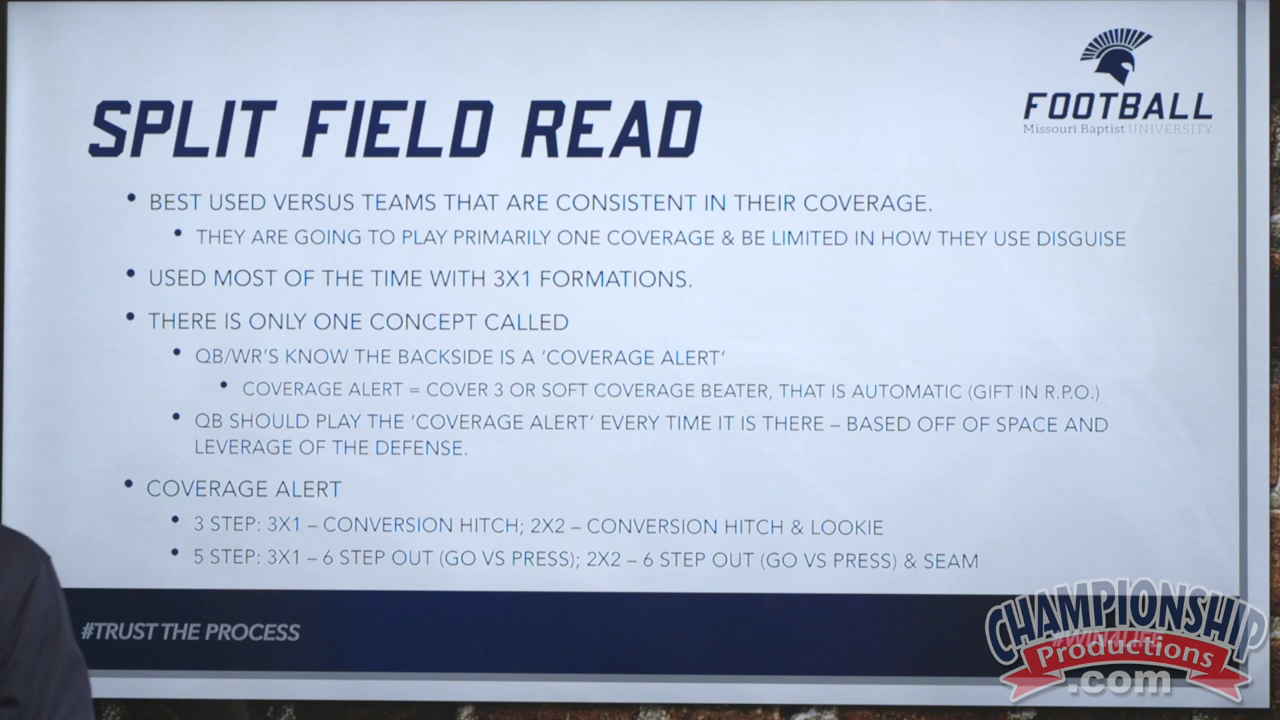 FOOTBALL
Missouri Baptist UNIVERSITY
SPLIT FIELD READ
• BEST USED VERSUS TEAMS THAT ARE CONSISTENT IN THEIR COVERAGE.
• THEY ARE GOING TO PLAY PRIMARILY ONE COVERAGE & BE LIMITED IN HOW THEY USE DISGUISE
• USED MOST OF THE TIME WITH 3X1 FORMATIONS.
• THERE IS ONLY ONE CONCEPT CALLED
• QB/WR'S KNOW THE BACKSIDE IS A 'COVERAGE ALERT'
• COVERAGE ALERT = COVER 3 OR SOFT COVERAGE BEATER, THAT IS AUTOMATIC (GIFT IN R.P.O.)
• QB SHOULD PLAY THE 'COVERAGE ALERT' EVERY TIME IT IS THERE – BASED OFF OF SPACE AND
LEVERAGE OF THE DEFENSE.
• COVERAGE ALERT
• 3 STEP: 3X1 – CONVERSION HITCH; 2X2 – CONVERSION HITCH & LOOKIE
• 5 STEP: 3X1 – 6 STEP OUT (GO VS PRESS); 2X2 – 6 STEP OUT (GO VS PRESS) & SEAM
#TRUST THE PROCESS
CHAMPIONSHIP
Productions
.com